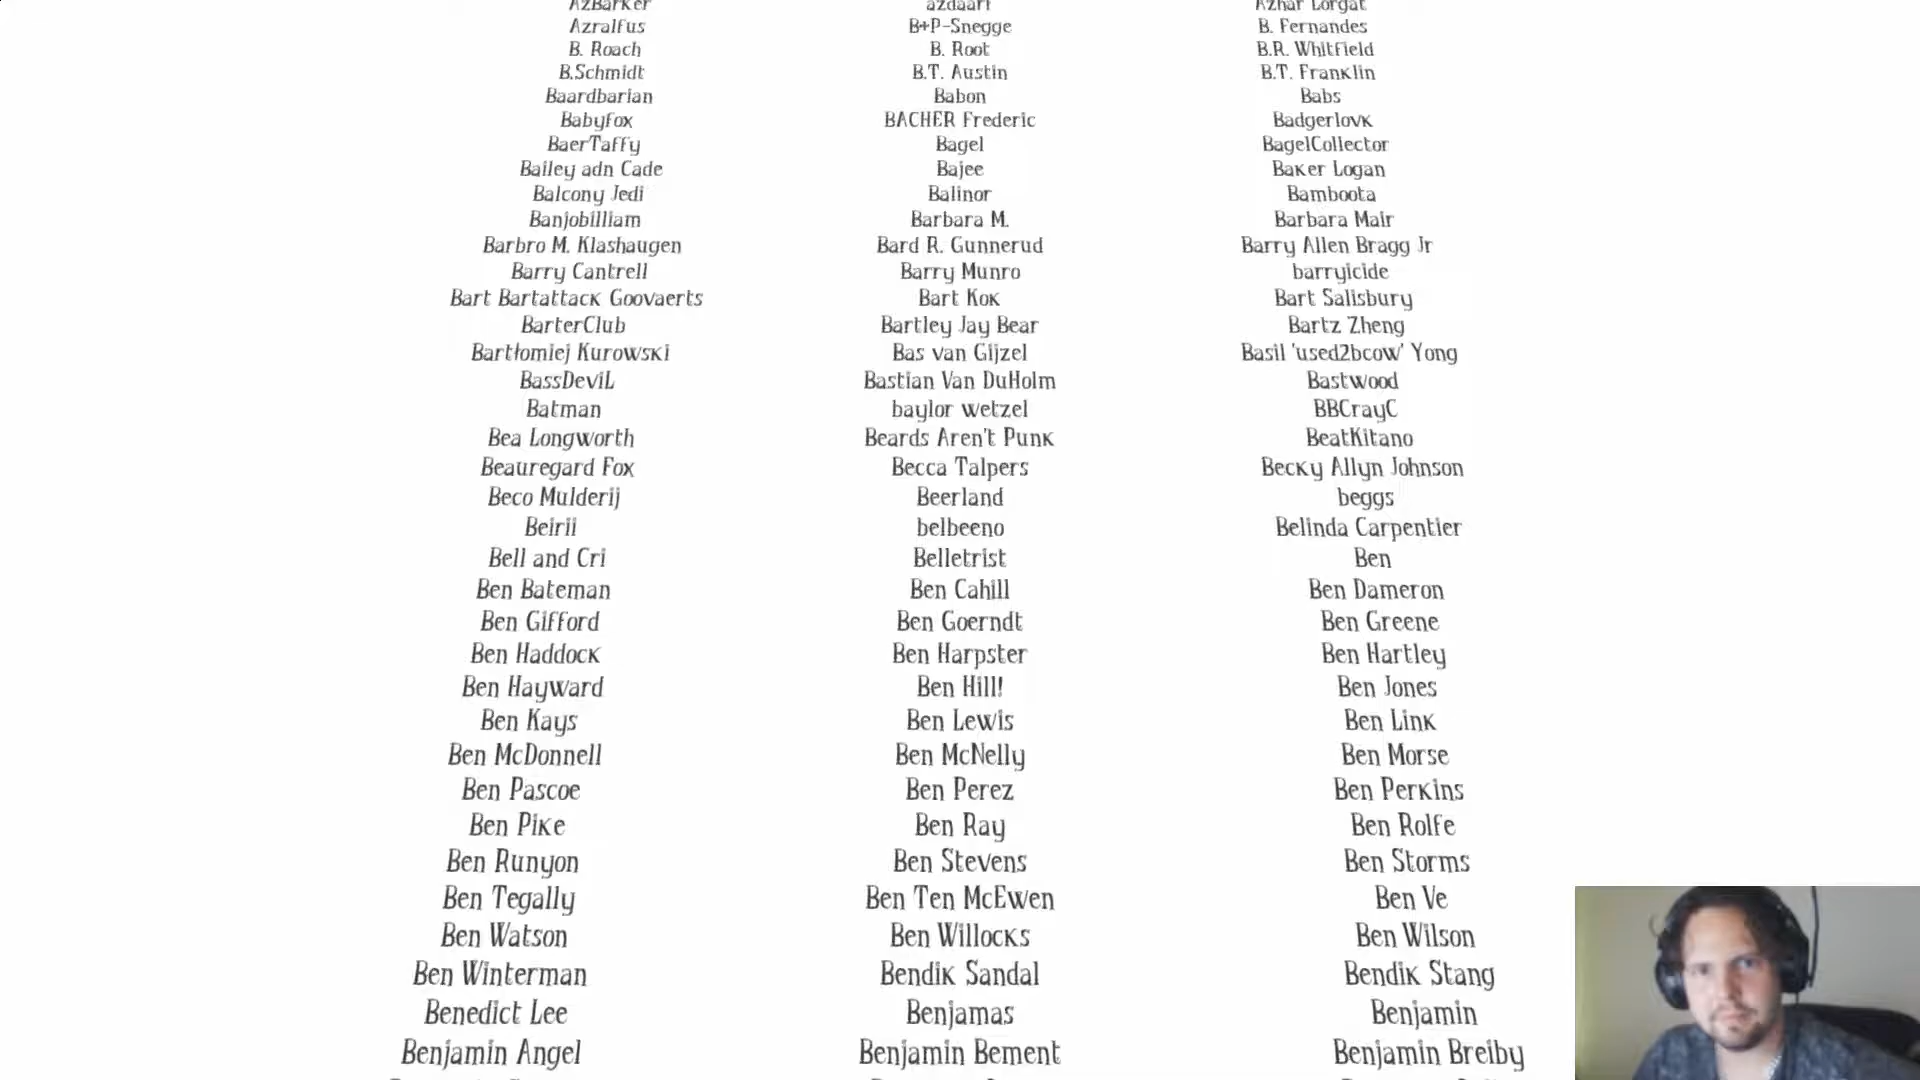 AzBarker azdaari Azhar Lorgat
Azralfus B+P-Snegge B. Fernandes
B. Roach B. Root B.R. Whitfield
B.Schmidt B.T. Austin B.T. Franklin
Baardbarian Babon Babs
Babyfox BACHER Frederic Badgerlovk
BaerTaffy Bagel BagelCollector
Bailey adn Cade Bajee Baker Logan
Balcony Jedi Balinor Bamboota
Banjobilliam Barbara M. Barbara Mair
Barbro M. Klashaugen Bard R. Gunnerud Barry Allen Bragg Jr
Barry Cantrell Barry Munro barryicide
Bart Bartattack Goovaerts Bart Kok Bart Salisbury
BarterClub Bartley Jay Bear Bartz Zheng
Bartłomiej Kurowski Bas van Gijzel Basil 'used2bcow' Yong
BassDeviL Bastian Van DuHolm Bastwood
Batman baylor wetzel BBCrayC
Bea Longworth Beards Aren't Punk BeatKitano
Beauregard Fox Becca Talpers Becky Allyn Johnson
Beco Mulderij Beerland beggs
Beirii belbeeno Belinda Carpentier
Bell and Cri Belletrist Ben
Ben Bateman Ben Cahill Ben Dameron
Ben Gifford Ben Goerndt Ben Greene
Ben Haddock Ben Harpster Ben Hartley
Ben Hayward Ben Hill! Ben Jones
Ben Kays Ben Lewis Ben Link
Ben McDonnell Ben McNelly Ben Morse
Ben Pascoe Ben Perez Ben Perkins
Ben Pike Ben Ray Ben Rolfe
Ben Runyon Ben Stevens Ben Storms
Ben Tegally Ben Ten McEwen Ben Ve
Ben Watson Ben Willocks Ben Wilson
Ben Winterman Bendik Sandal Bendik Stang
Benedict Lee Benjamas Benjamin
Benjamin Angel Benjamin Bement Benjamin Breiby